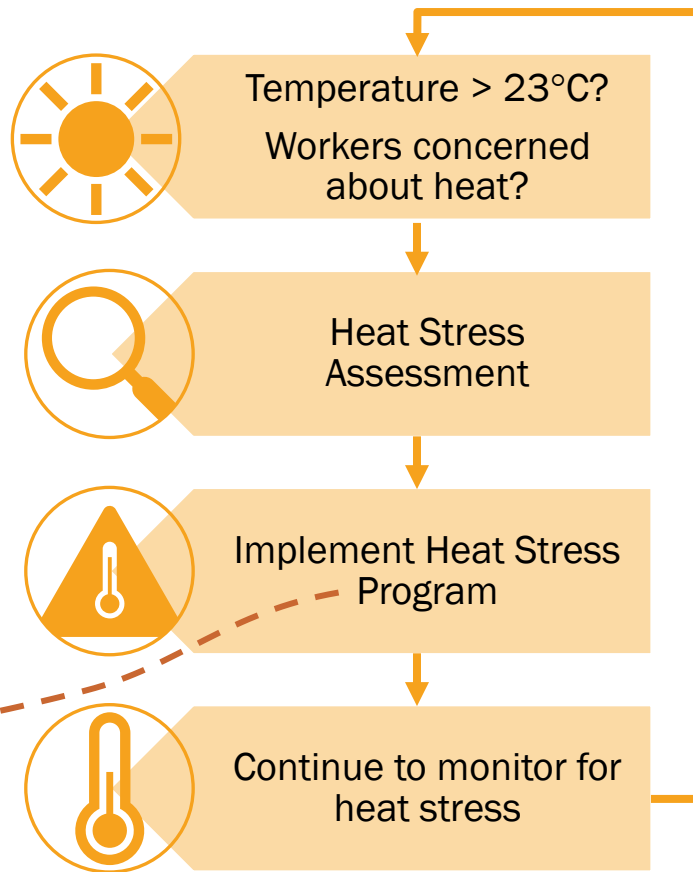 Temperature > 23°C?
Workers concerned
about heat?
Heat Stress
Assessment
Implement Heat Stress
Program
Continue to monitor for
heat stress